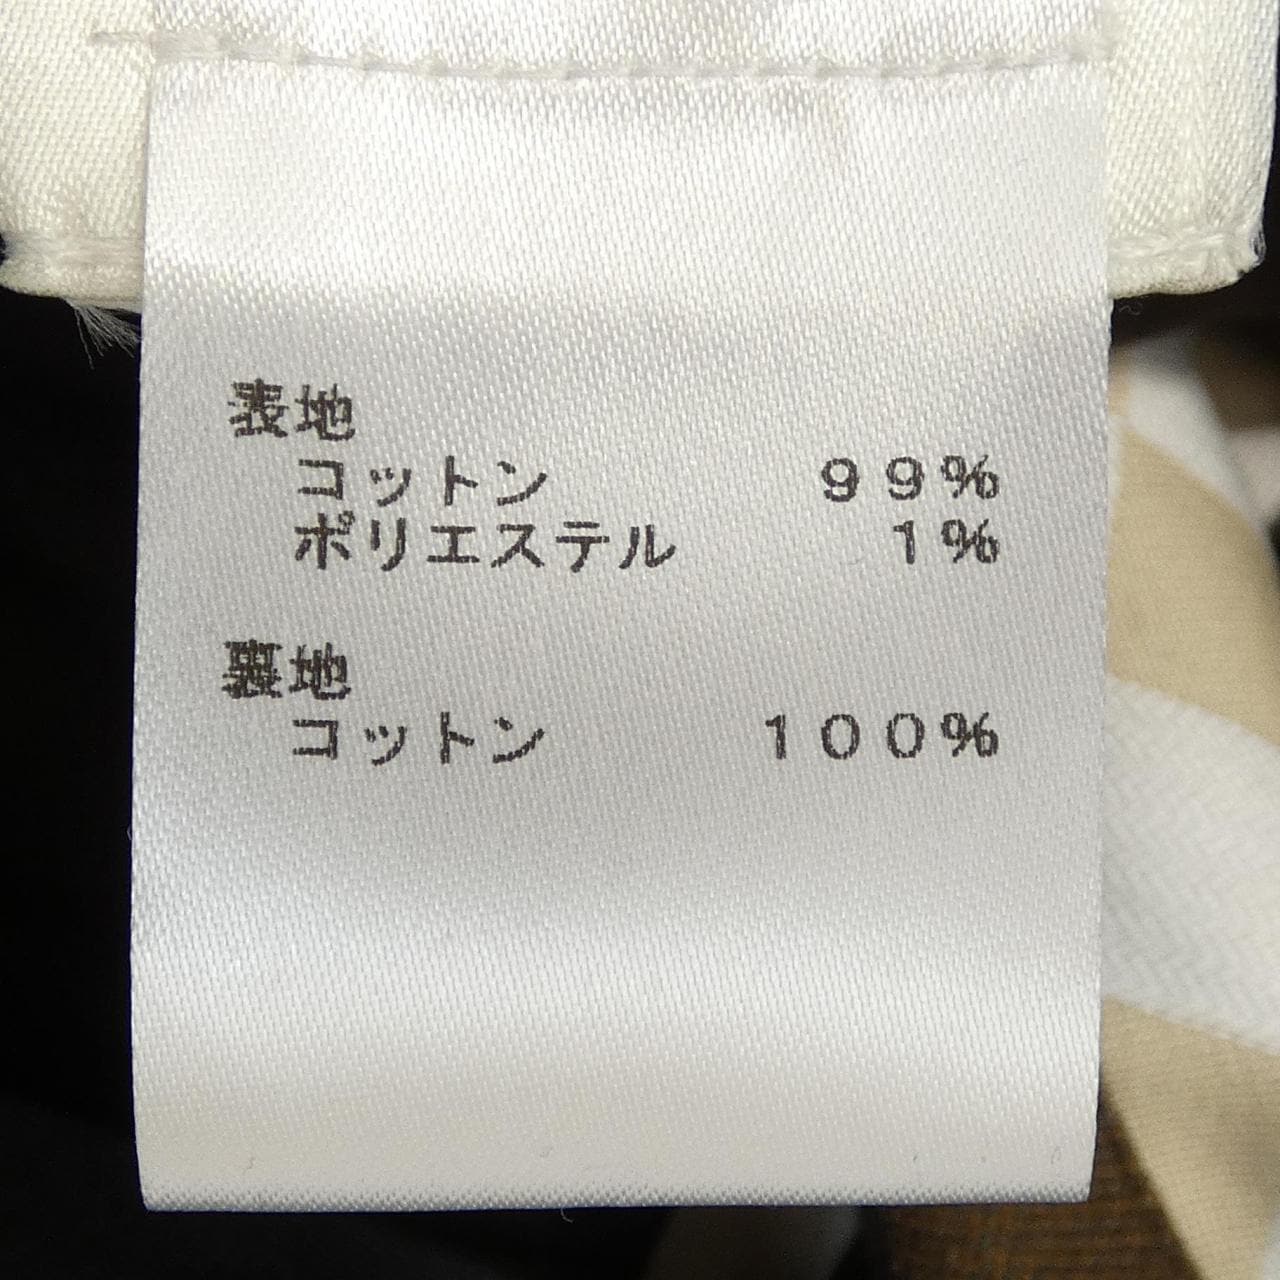 表地
コットン 99%
ポリエステル 1%
裏地
コットン 100%